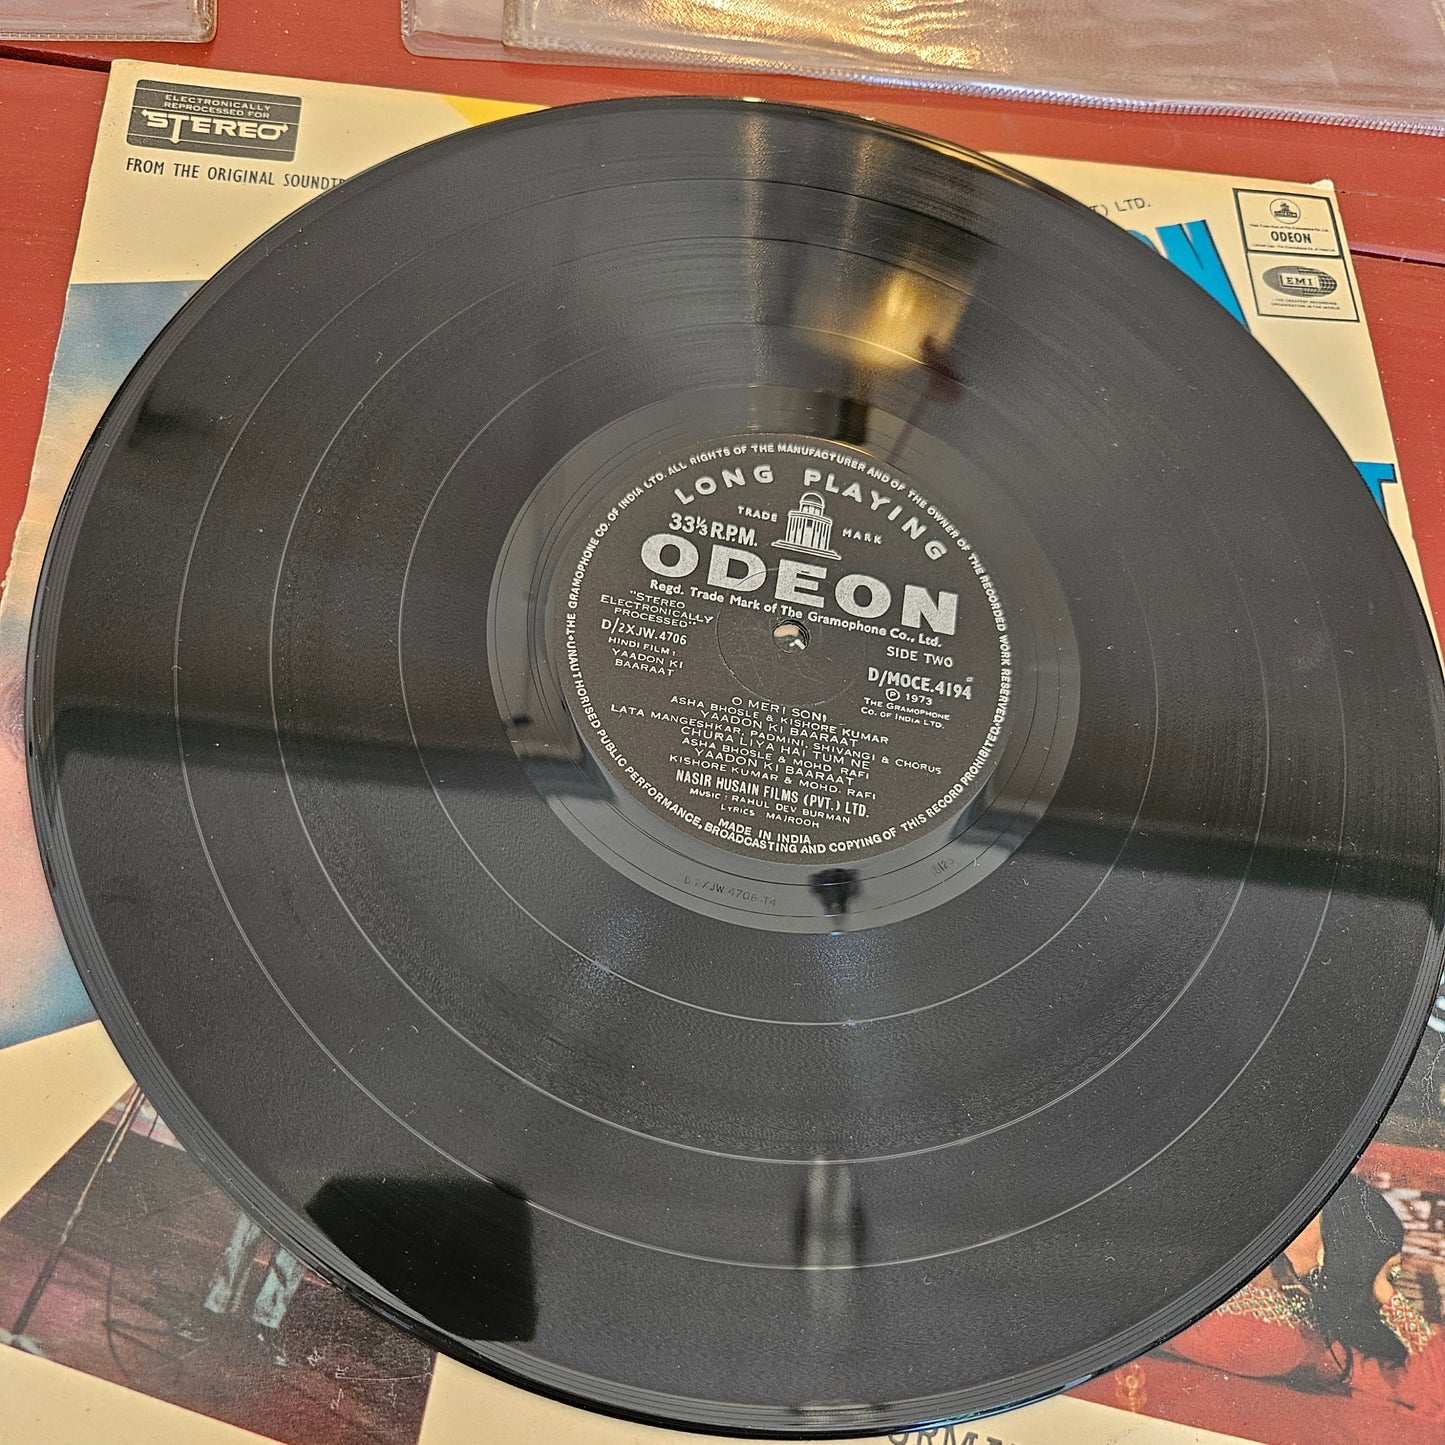 ELECTRONICALLY
REPROCESSED FOR
STEREO
FROM THE ORIGINAL
) LTD.
ODEON
EMI
THE GRAMOPHONE CO. OF INDIA LTD. ALL RIGHTS OF THE MANUFACTURER AND OF THE OWNER OF THE RECORDED WORK RESERVED • UNAUTHORISED PUBLIC PERFORMANCE, BROADCASTING AND COPYING OF THIS RECORD PROHIBITED •
LONG PLAYING
TRADE MARK
33⅓ R.P.M.
ODEON
Regd. Trade Mark of The Gramophone Co., Ltd.
"STEREO
ELECTRONICALLY
PROCESSED"
D/2XJW.4706
HINDI FILM :
YAADON KI
BAARAAT
SIDE TWO
D/MOCE.4194
℗ 1973
THE GRAMOPHONE
CO. OF INDIA LTD.
O MERI SONI
ASHA BHOSLE & KISHORE KUMAR
YAADON KI BAARAAT
LATA MANGESHKAR, PADMINI, SHIVANGI & CHORUS
CHURA LIYA HAI TUM NE
ASHA BHOSLE & MOHD. RAFI
YAADON KI BAARAAT
KISHORE KUMAR & MOHD. RAFI
NASIR HUSAIN FILMS (PVT.) LTD.
MUSIC : RAHUL DEV BURMAN
LYRICS MAJROOH
MADE IN INDIA
D 2XJW 4706 T4